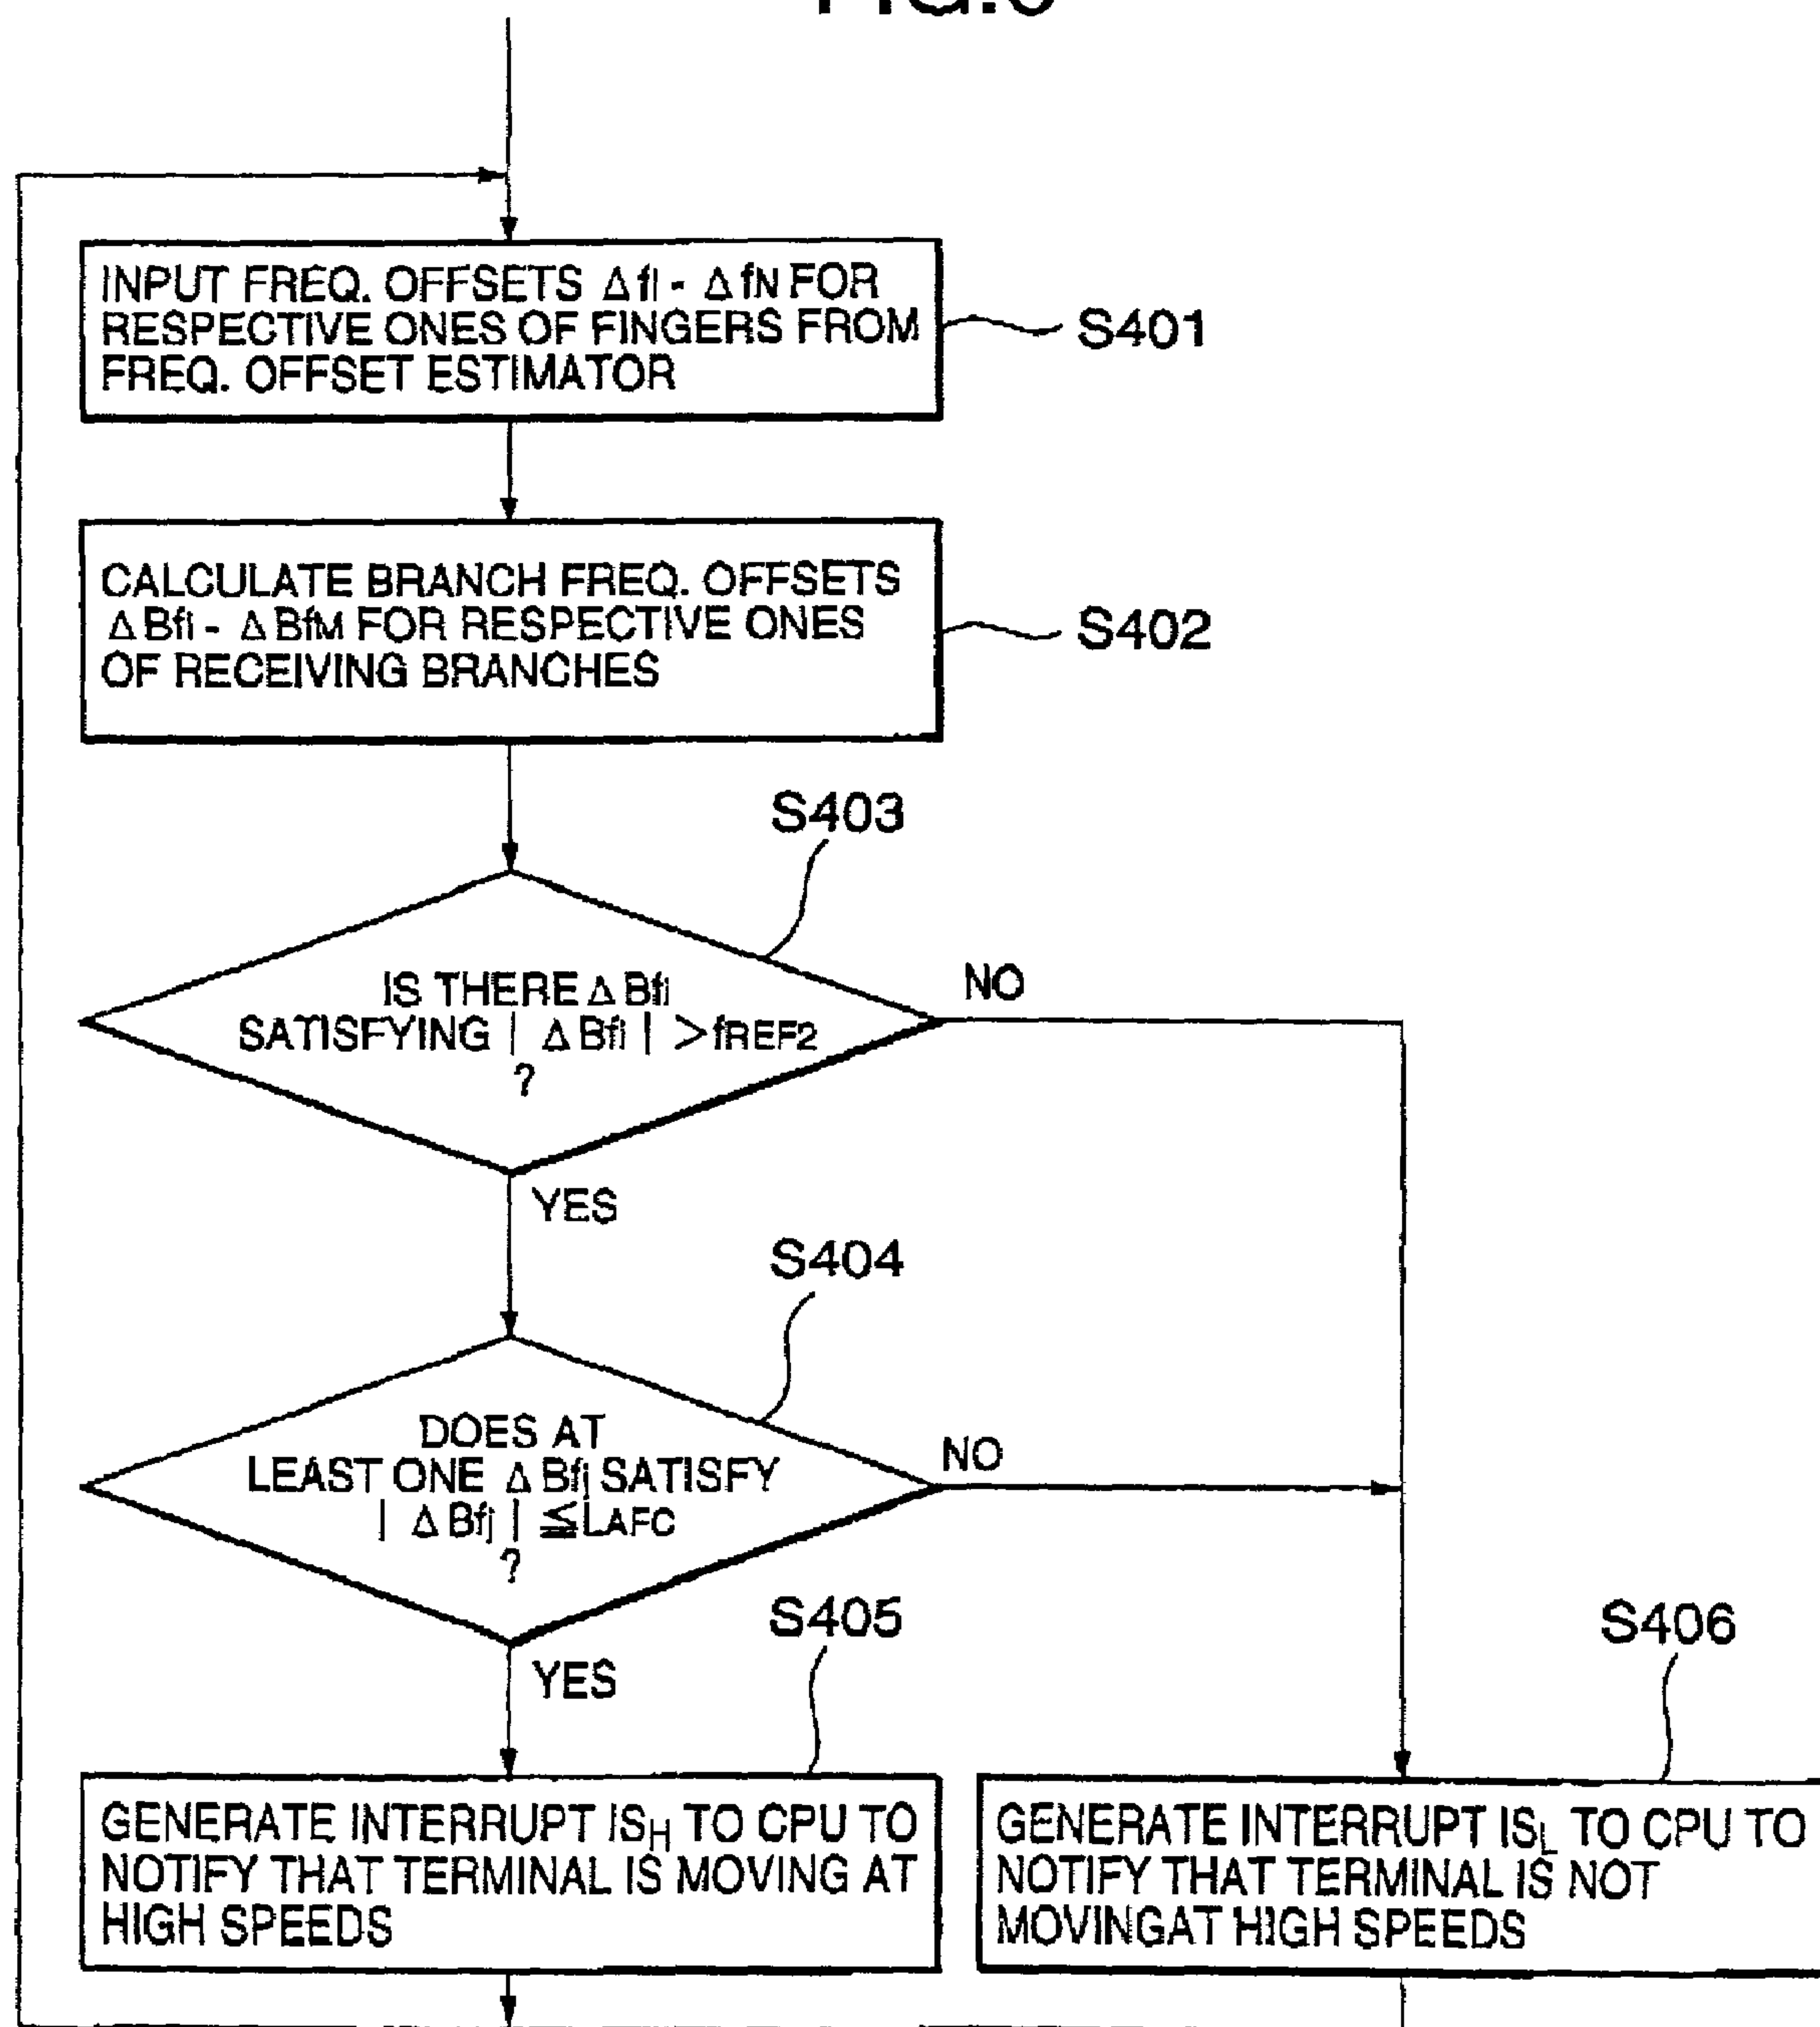 INPUT FREQ. OFFSETS Δf1 - ΔfN FOR
RESPECTIVE ONES OF FINGERS FROM
FREQ. OFFSET ESTIMATOR
S401
CALCULATE BRANCH FREQ. OFFSETS
ΔBf1 - ΔBfM FOR RESPECTIVE ONES
OF RECEIVING BRANCHES
S402
S403
IS THERE ΔBfi
SATISFYING | ΔBfi | >fREF2
?
NO
YES
S404
DOES AT
LEAST ONE ΔBfj SATISFY
| ΔBfj | ≦LAFC
?
NO
YES
S405
GENERATE INTERRUPT ISH TO CPU TO
NOTIFY THAT TERMINAL IS MOVING AT
HIGH SPEEDS
S406
GENERATE INTERRUPT ISL TO CPU TO
NOTIFY THAT TERMINAL IS NOT
MOVINGAT HIGH SPEEDS